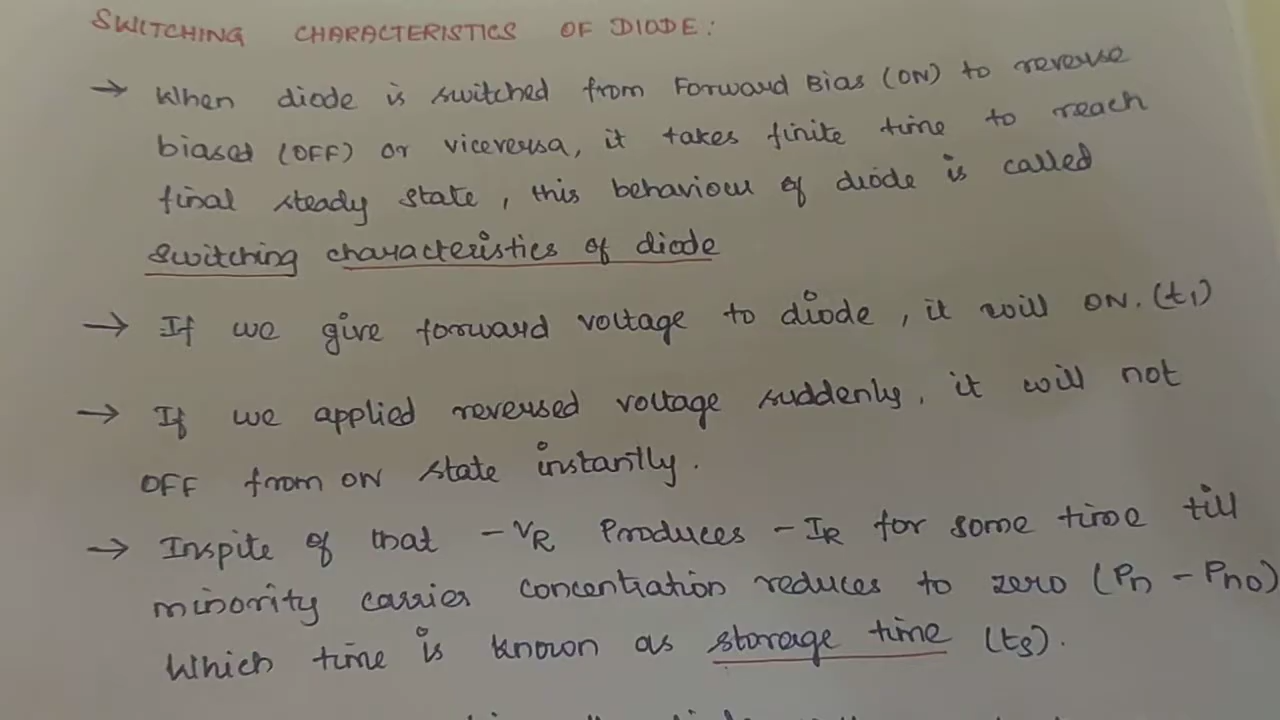 SWITCHING CHARACTERISTICS OF DIODE:
→ When diode is switched from Forward Bias (ON) to reverse
biased (OFF) or viceversa, it takes finite time to reach
final steady state, this behaviour of diode is called
switching characteristics of diode
→ If we give forward voltage to diode, it will ON. (t1)
→ If we applied reversed voltage suddenly, it will not
OFF from ON state instantly.
→ Inspite of that -VR Produces -IR for some time till
minority carrier concentration reduces to zero (Pn - Pno)
Which time is known as storage time (ts).